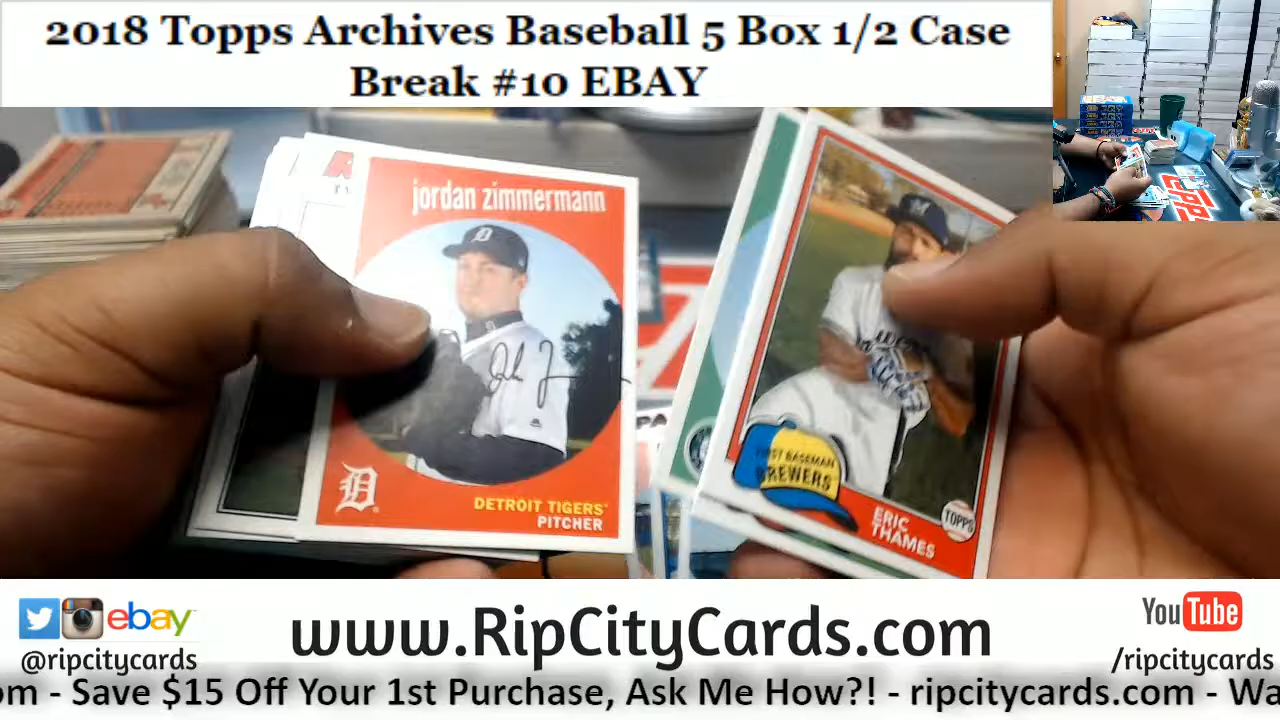 2018 Topps Archives Baseball 5 Box 1/2 Case
Break #10 EBAY
jordan zimmermann
DETROIT TIGERS
PITCHER
FIRST BASEMAN
BREWERS
ERIC
THAMES
TOPPS
ebay
@ripcitycards
www.RipCityCards.com
YouTube
/ripcitycards
om - Save $15 Off Your 1st Purchase, Ask Me How?! - ripcitycards.com - Wa